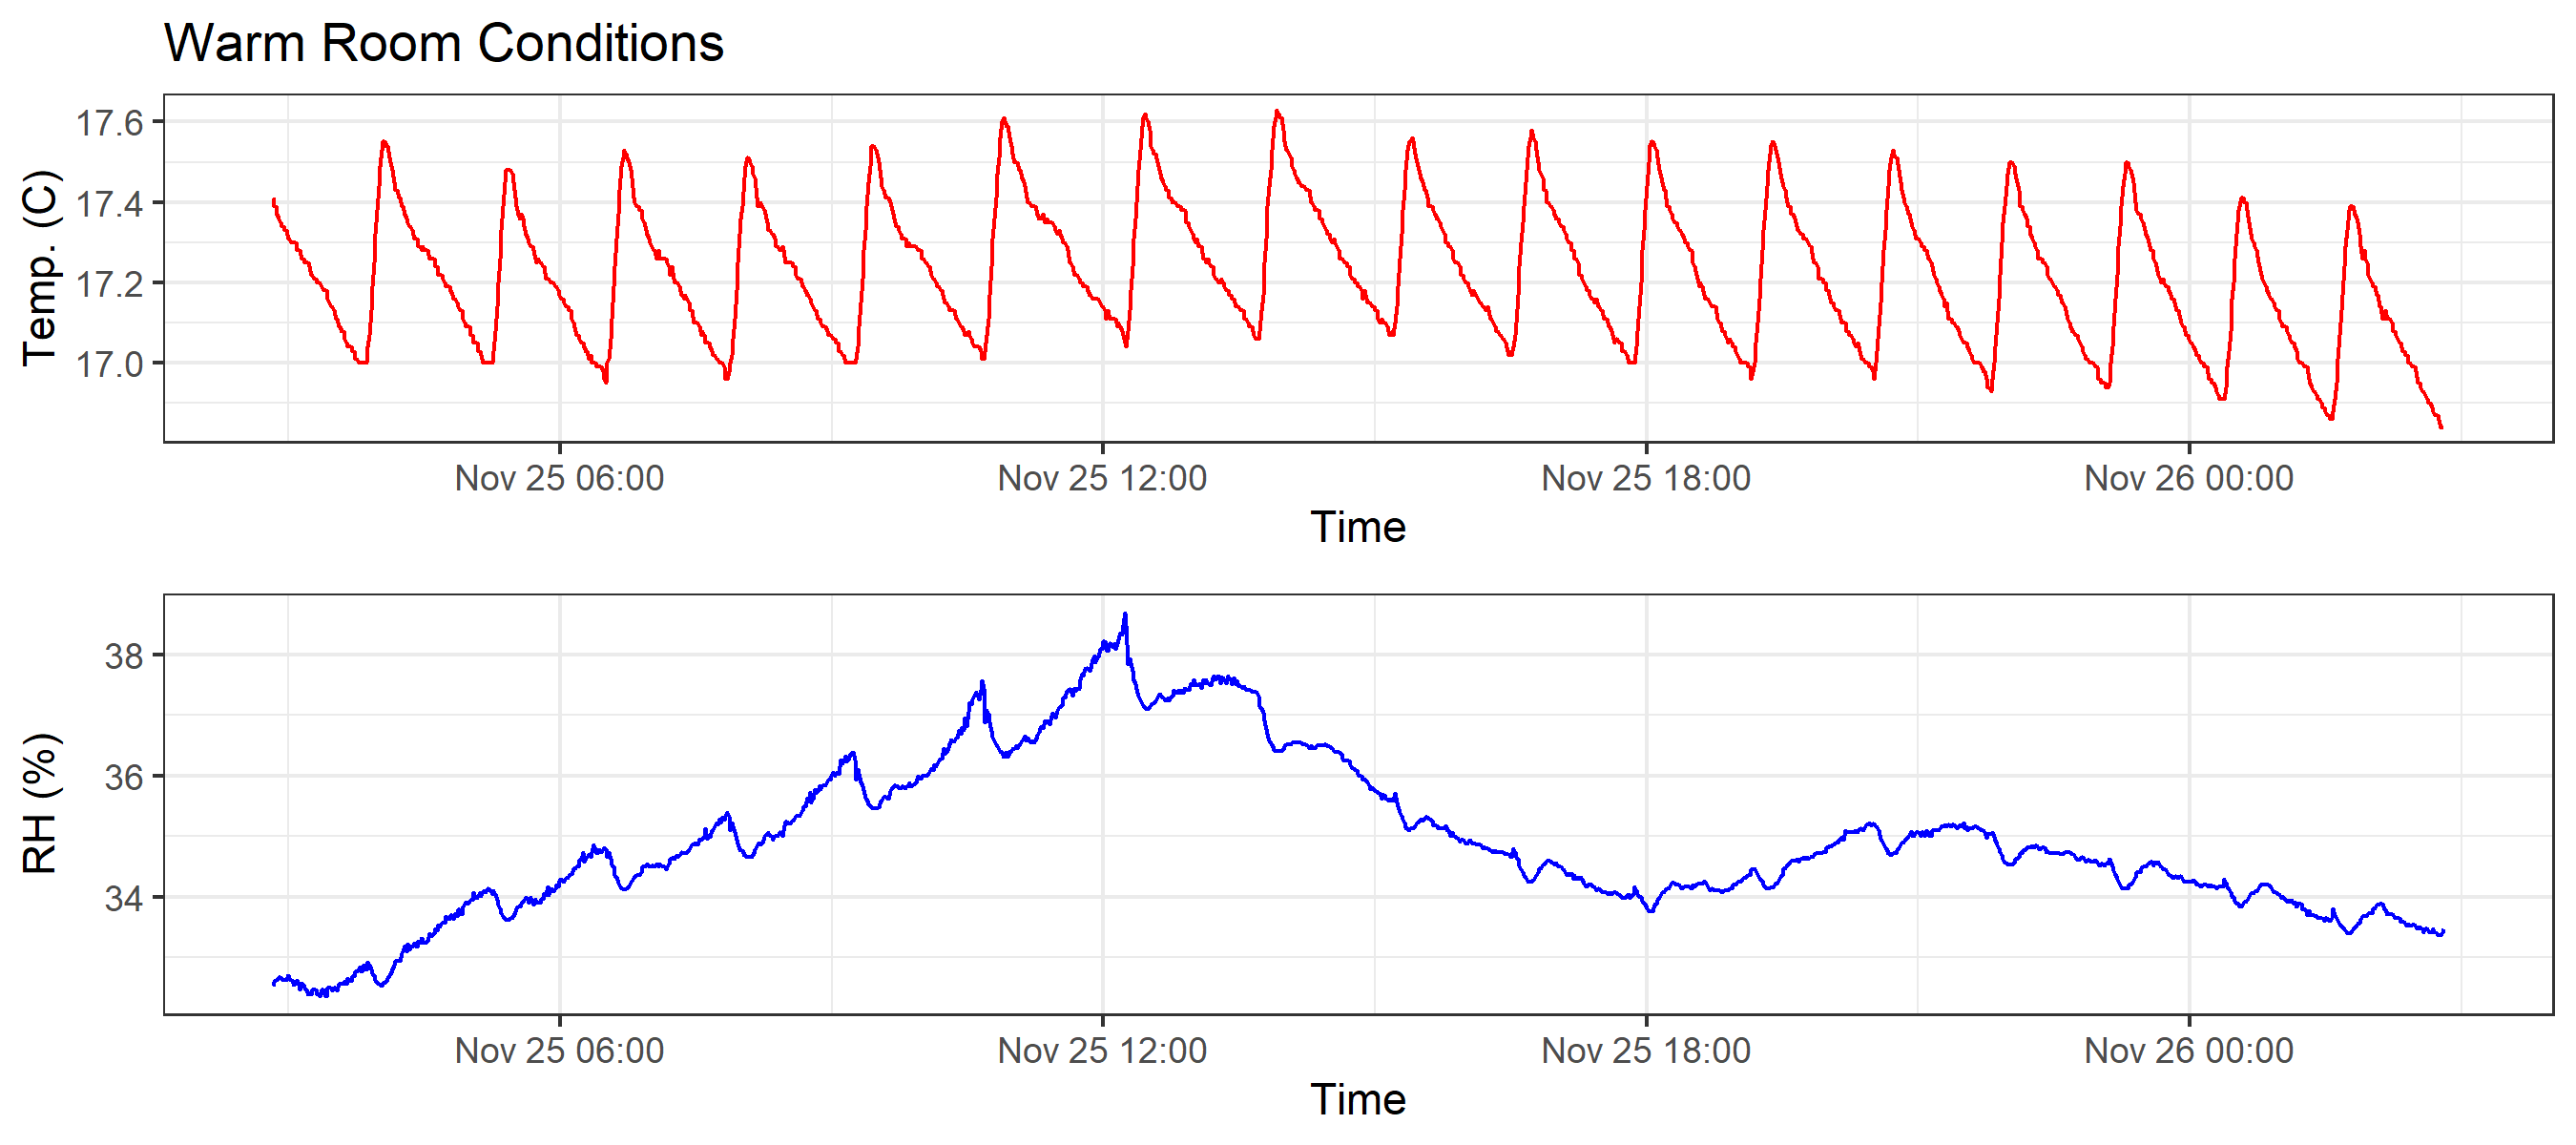 Warm Room Conditions
Temp. (C)
17.6
17.4
17.2
17.0
Nov 25 06:00 Nov 25 12:00 Nov 25 18:00 Nov 26 00:00
Time
RH (%)
38
36
34
Nov 25 06:00 Nov 25 12:00 Nov 25 18:00 Nov 26 00:00
Time